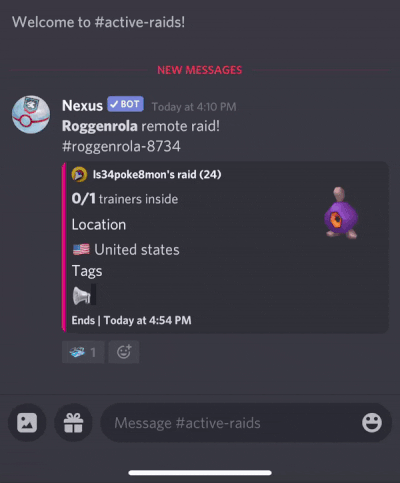 Welcome to #active-raids!
NEW MESSAGES
Nexus ✓ BOT Today at 4:10 PM
Roggenrola remote raid!
#roggenrola-8734
Is34poke8mon's raid (24)
0/1 trainers inside
Location
United states
Tags
Ends | Today at 4:54 PM
1
Message #active-raids